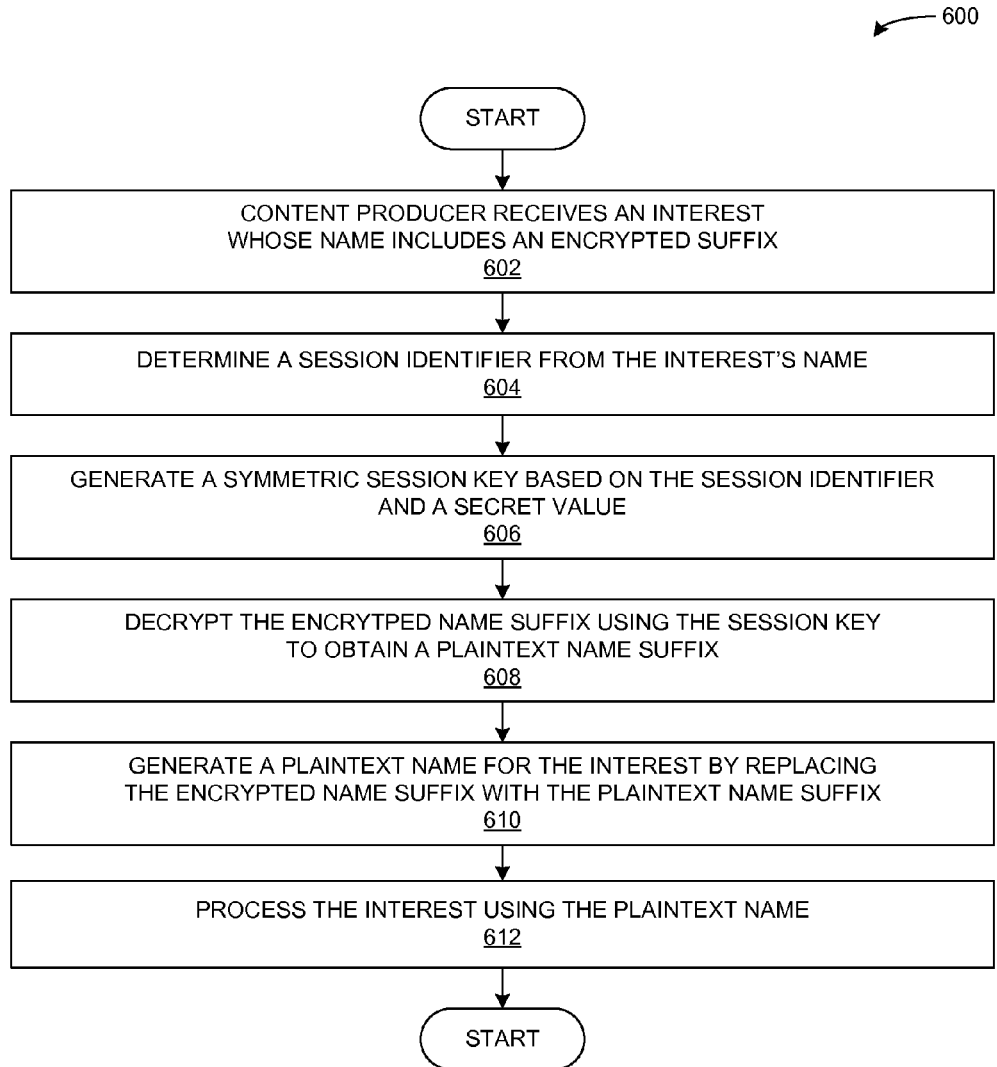 600
START
CONTENT PRODUCER RECEIVES AN INTEREST
WHOSE NAME INCLUDES AN ENCRYPTED SUFFIX
602
DETERMINE A SESSION IDENTIFIER FROM THE INTEREST'S NAME
604
GENERATE A SYMMETRIC SESSION KEY BASED ON THE SESSION IDENTIFIER
AND A SECRET VALUE
606
DECRYPT THE ENCRYTPED NAME SUFFIX USING THE SESSION KEY
TO OBTAIN A PLAINTEXT NAME SUFFIX
608
GENERATE A PLAINTEXT NAME FOR THE INTEREST BY REPLACING
THE ENCRYPTED NAME SUFFIX WITH THE PLAINTEXT NAME SUFFIX
610
PROCESS THE INTEREST USING THE PLAINTEXT NAME
612
START